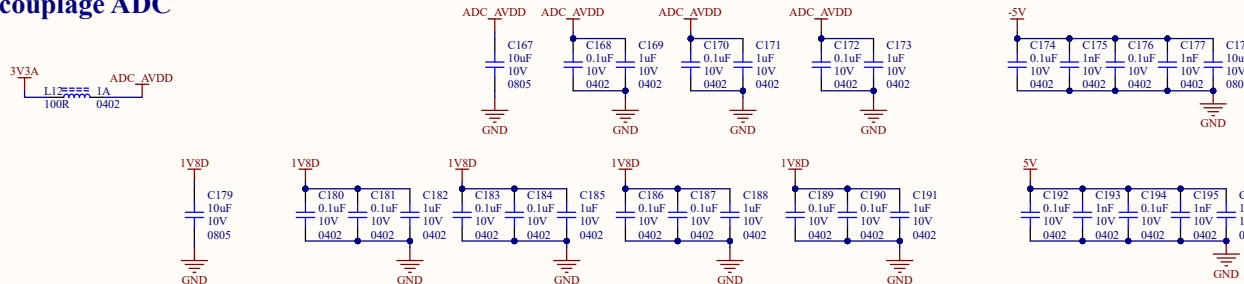 couplage ADC
3V3A
ADC_AVDD
L12 1A
100R 0402
ADC_AVDD
C167
10uF
10V
0805
GND
ADC_AVDD
C168 C169
0.1uF 1uF
10V 10V
0402 0402
GND
ADC_AVDD
C170 C171
0.1uF 1uF
10V 10V
0402 0402
GND
ADC_AVDD
C172 C173
0.1uF 1uF
10V 10V
0402 0402
GND
-5V
C174 C175 C176 C177
0.1uF 1nF 0.1uF 1nF 10uF
10V 10V 10V 10V 10V
0402 0402 0402 0402
GND
1V8D
C179
10uF
10V
0805
GND
1V8D
C180 C181 C182
0.1uF 0.1uF 1uF
10V 10V 10V
0402 0402 0402
GND
1V8D
C183 C184 C185
0.1uF 0.1uF 1uF
10V 10V 10V
0402 0402 0402
GND
1V8D
C186 C187 C188
0.1uF 0.1uF 1uF
10V 10V 10V
0402 0402 0402
GND
1V8D
C189 C190 C191
0.1uF 0.1uF 1uF
10V 10V 10V
0402 0402 0402
GND
5V
C192 C193 C194 C195
0.1uF 1nF 0.1uF 1nF
10V 10V 10V 10V
0402 0402 0402 0402
GND